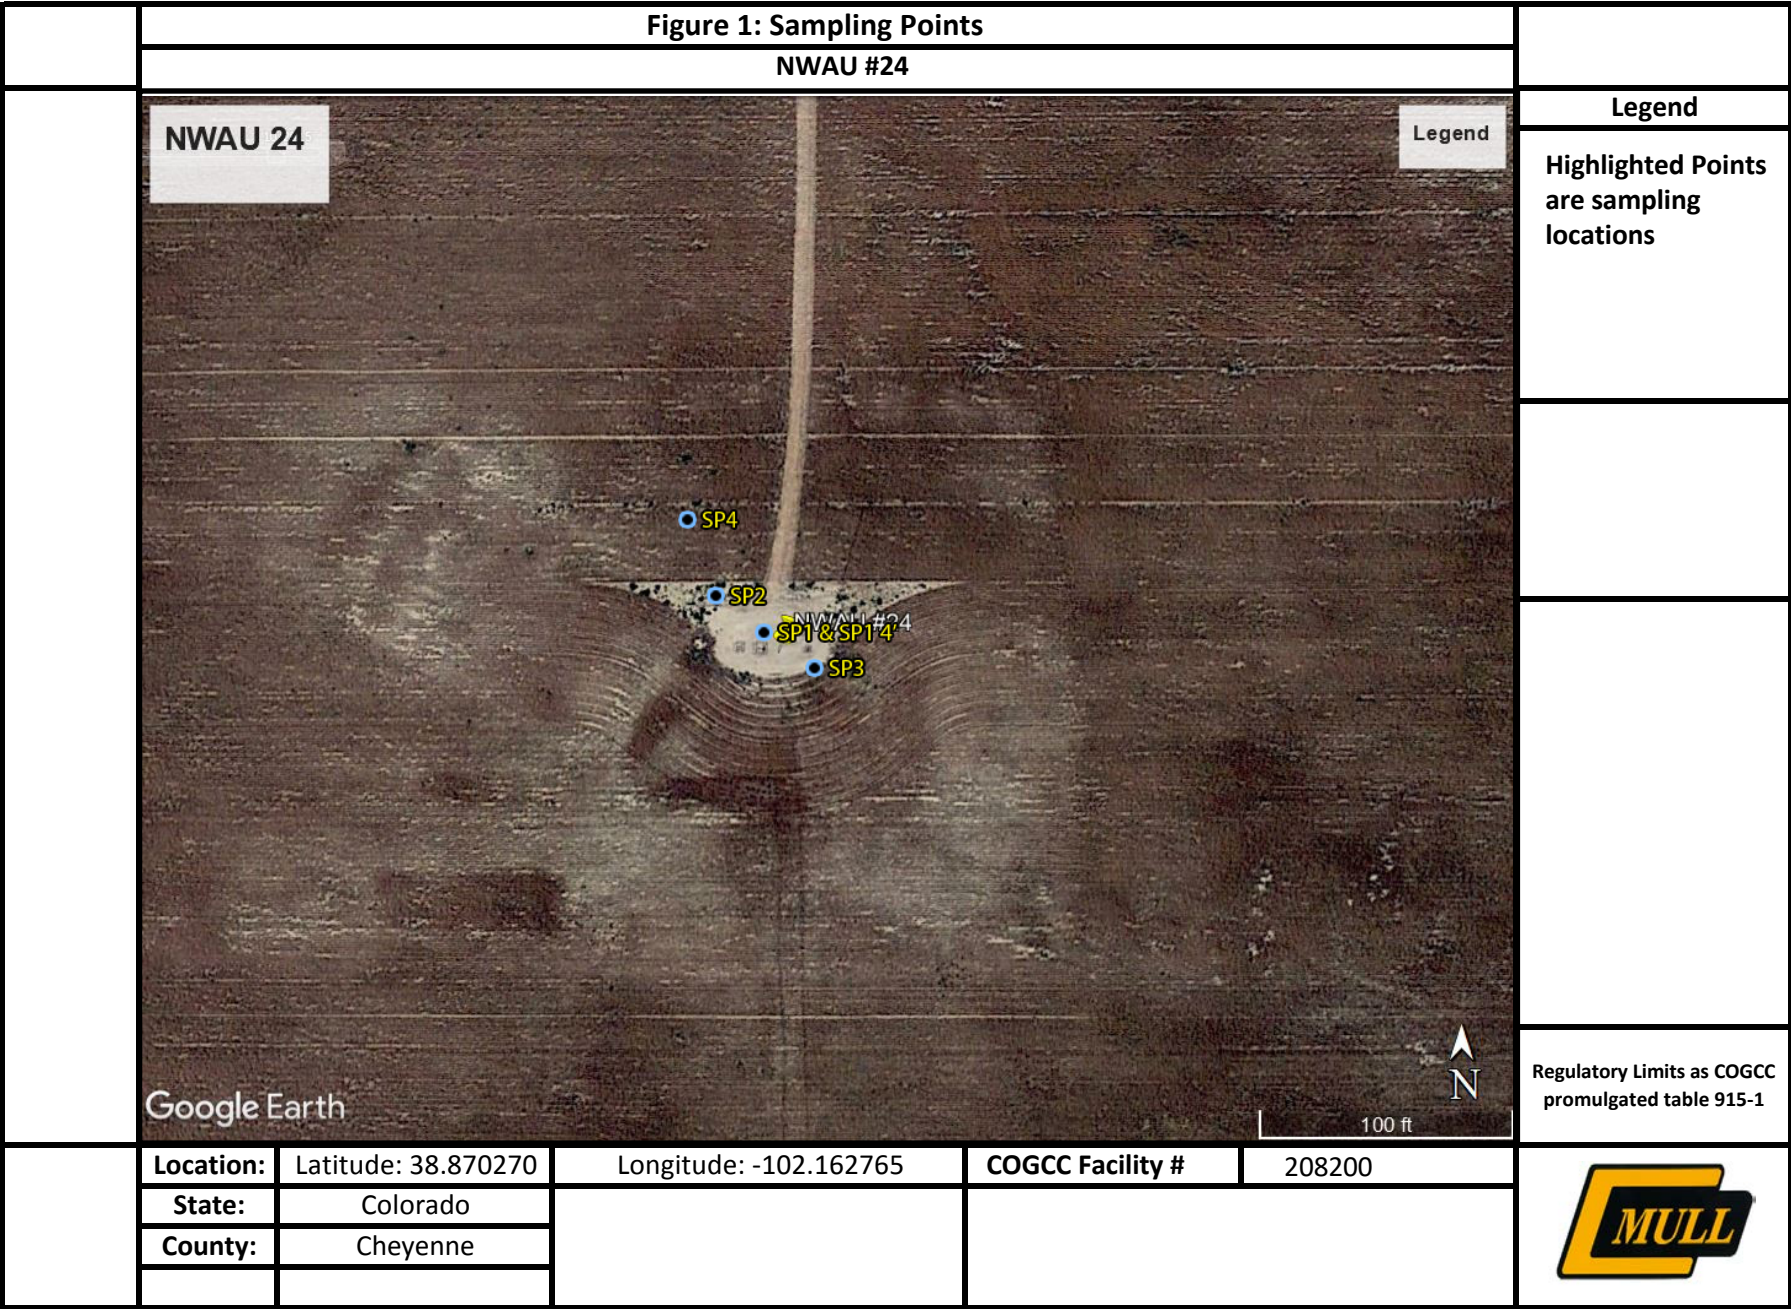 Figure 1: Sampling Points
NWAU #24
NWAU 24
Legend
Legend
Highlighted Points
are sampling
locations
SP4
SP2
NWAU #24
SP1 & SP1 4'
SP3
Google Earth
N
100 ft
Regulatory Limits as COGCC
promulgated table 915-1
Location: Latitude: 38.870270 Longitude: -102.162765 COGCC Facility # 208200
State: Colorado
County: Cheyenne
MULL